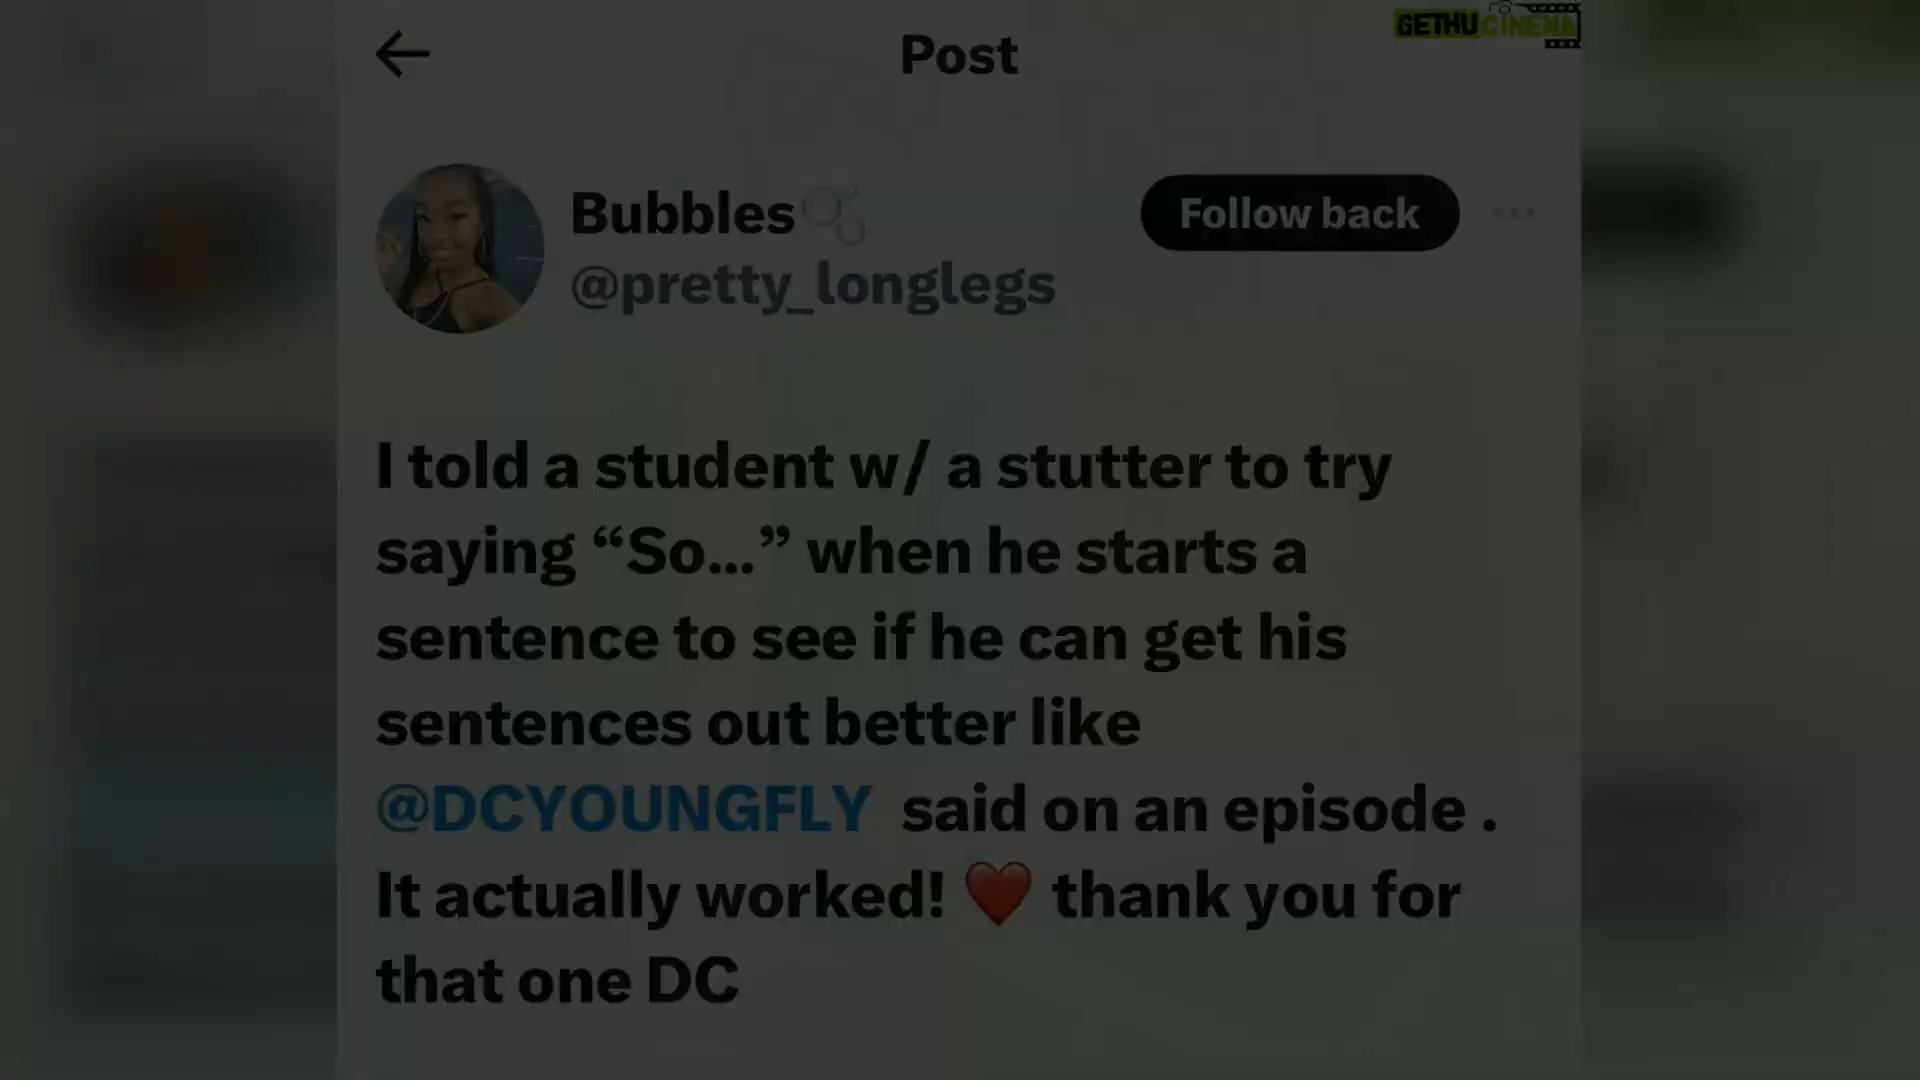 GETHUCINEMA
Post
Bubbles🫧
@pretty_longlegs
Follow back
I told a student w/ a stutter to try
saying “So...” when he starts a
sentence to see if he can get his
sentences out better like
@DCYOUNGFLY said on an episode .
It actually worked! ❤️ thank you for
that one DC